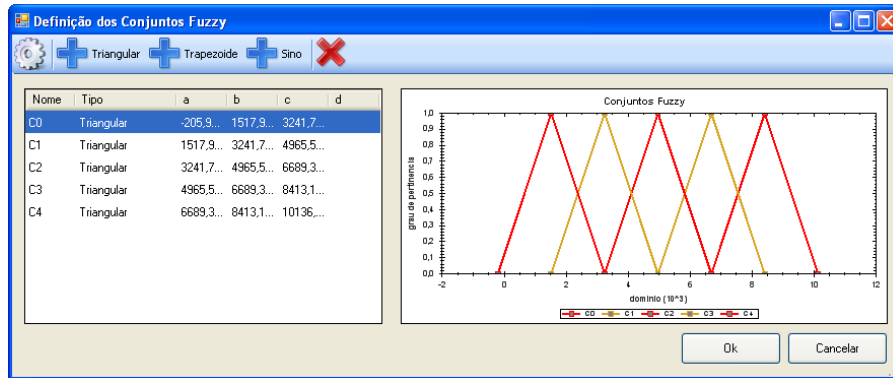 Definição dos Conjuntos Fuzzy
Triangular Trapezoide Sino
Nome Tipo a b c d
C0 Triangular -205,9... 1517,9... 3241,7...
C1 Triangular 1517,9... 3241,7... 4965,5...
C2 Triangular 3241,7... 4965,5... 6689,3...
C3 Triangular 4965,5... 6689,3... 8413,1...
C4 Triangular 6689,3... 8413,1... 10136,...
Conjuntos Fuzzy
grau de pertinencia
1,0
0,9
0,8
0,7
0,6
0,5
0,4
0,3
0,2
0,1
0,0
-2 0 2 4 6 8 10 12
dominio (10^3)
C0 C1 C2 C3 C4
Ok Cancelar